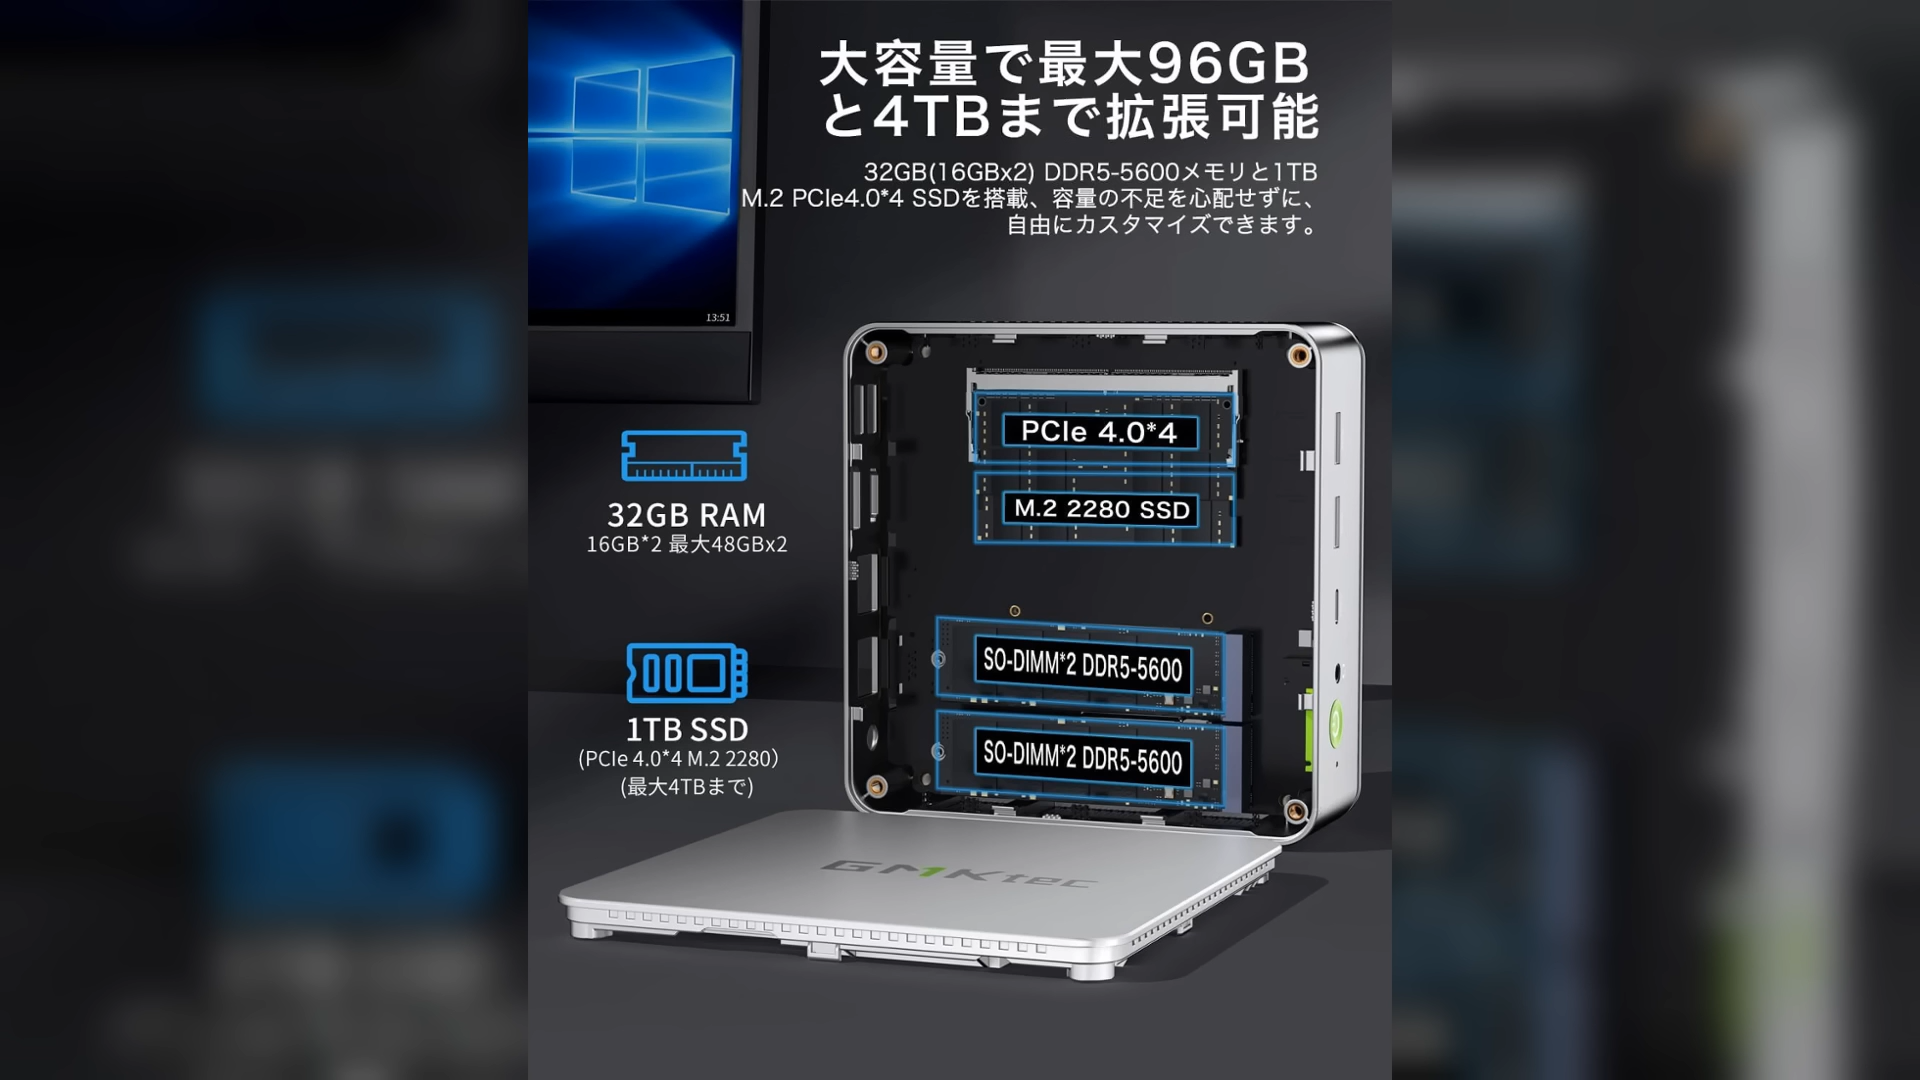 大容量で最大96GB
と4TBまで拡張可能
32GB(16GBx2) DDR5-5600メモリと1TB
M.2 PCIe4.0*4 SSDを搭載、容量の不足を心配せずに、
自由にカスタマイズできます。
13:51
PCIe 4.0*4
M.2 2280 SSD
32GB RAM
16GB*2 最大48GBx2
SO-DIMM*2 DDR5-5600
1TB SSD
(PCIe 4.0*4 M.2 2280)
(最大4TBまで)
SO-DIMM*2 DDR5-5600
GMKtec